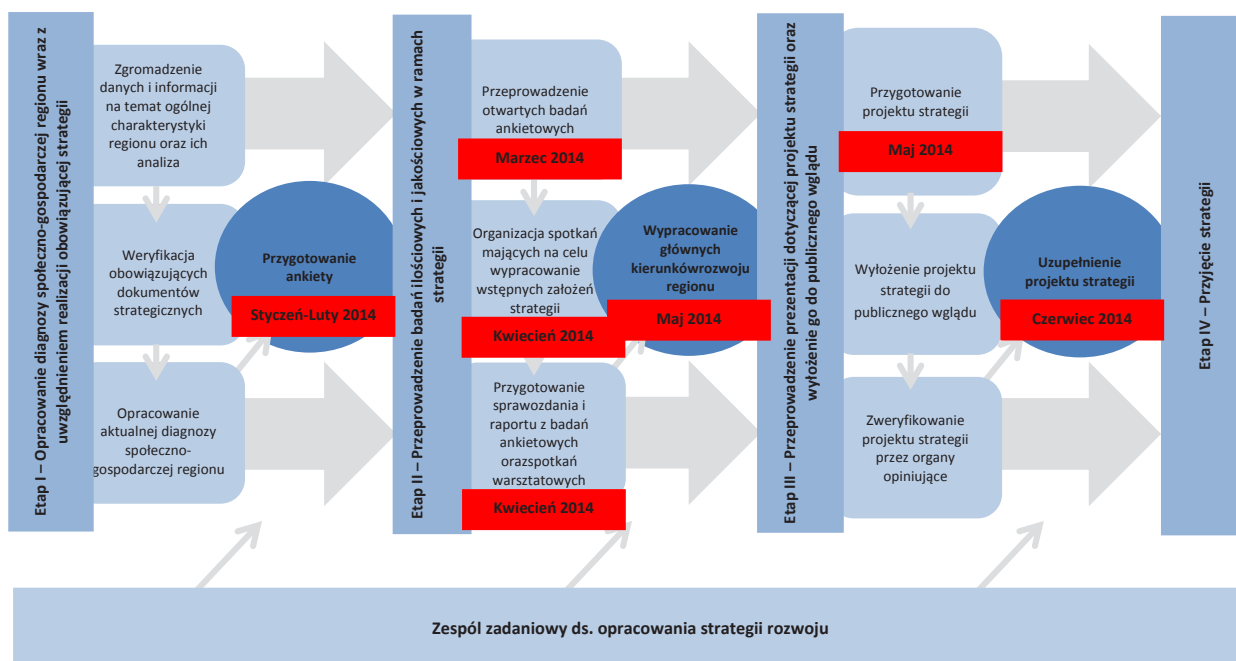 Etap I – Opracowanie diagnozy społeczno-gospodarczej regionu wraz z
uwzględnieniem realizacji obowiązującej strategii
Zgromadzenie
danych i informacji
na temat ogólnej
charakterystyki
regionu oraz ich
analiza
Weryfikacja
obowiązujących
dokumentów
strategicznych
Opracowanie
aktualnej diagnozy
społeczno-
gospodarczej regionu
Przygotowanie
ankiety
Styczeń-Luty 2014
Etap II – Przeprowadzenie badań ilościowych i jakościowych w ramach
strategii
Przeprowadzenie
otwartych badań
ankietowych
Marzec 2014
Organizacja spotkań
mających na celu
wypracowanie
wstępnych założeń
strategii
Kwiecień 2014
Przygotowanie
sprawozdania i
raportu z badań
ankietowych
orazspotkań
warsztatowych
Kwiecień 2014
Wypracowanie
głównych
kierunkówrozwoju
regionu
Maj 2014
Etap III – Przeprowadzenie prezentacji dotyczącej projektu strategii oraz
wyłożenie go do publicznego wglądu
Przygotowanie
projektu strategii
Maj 2014
Wyłożenie projektu
strategii do
publicznego wglądu
Zweryfikowanie
projektu strategii
przez organy
opiniujące
Uzupełnienie
projektu strategii
Czerwiec 2014
Etap IV – Przyjęcie strategii
Zespól zadaniowy ds. opracowania strategii rozwoju